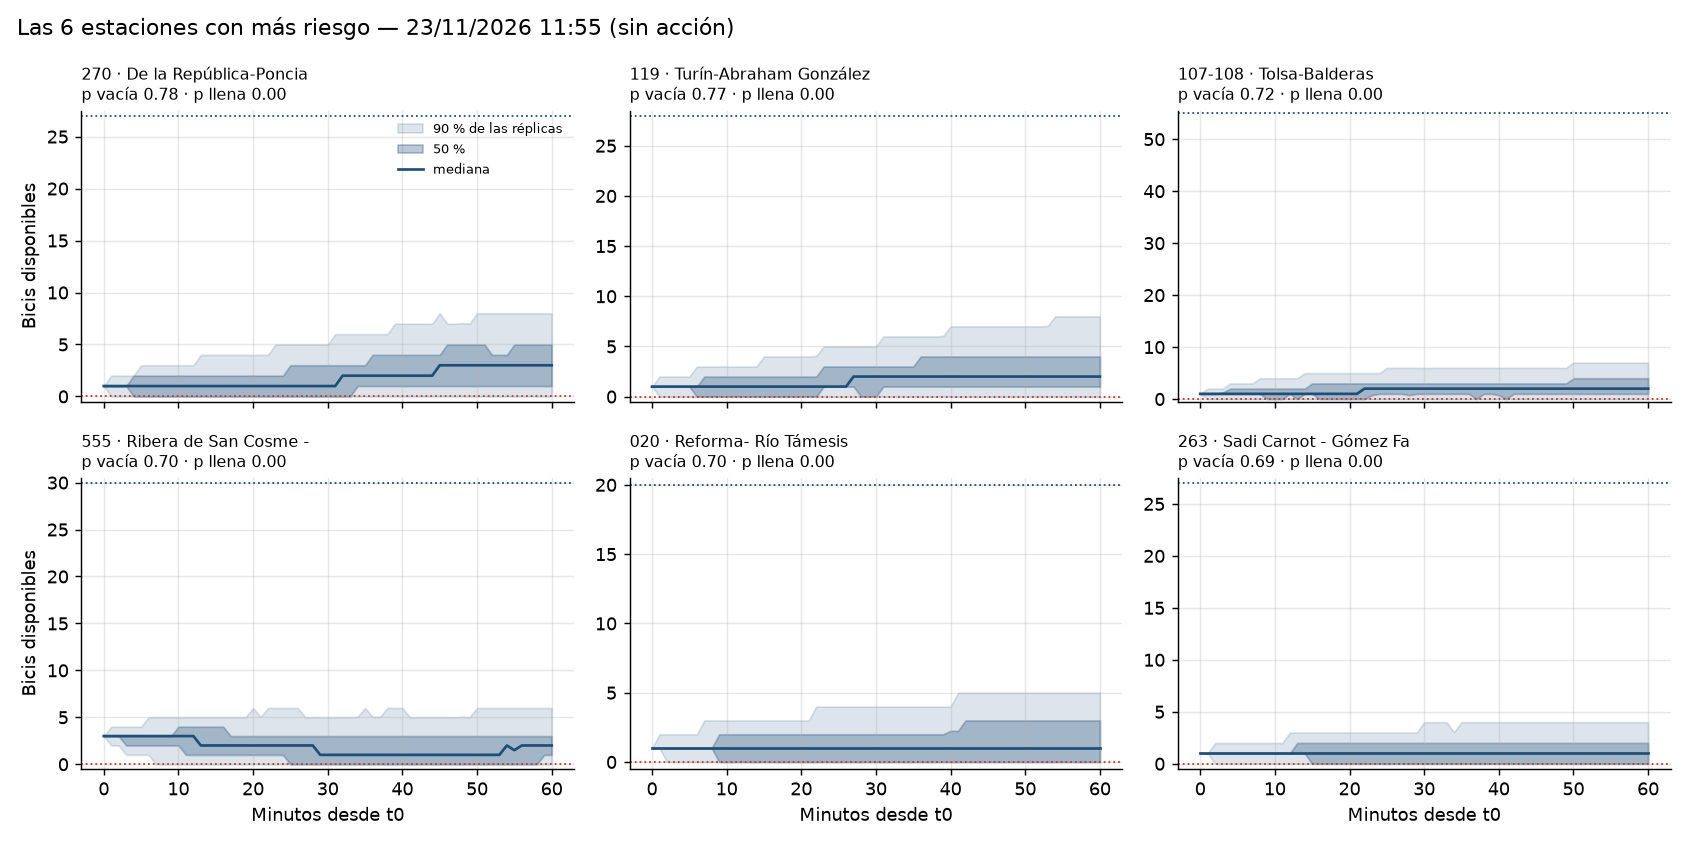 Las 6 estaciones con más riesgo — 23/11/2026 11:55 (sin acción)
270 · De la República-Poncia
p vacía 0.78 · p llena 0.00
119 · Turín-Abraham González
p vacía 0.77 · p llena 0.00
107-108 · Tolsa-Balderas
p vacía 0.72 · p llena 0.00
Bicis disponibles
25
20
15
10
5
0
90 % de las réplicas
50 %
mediana
25
20
15
10
5
0
50
40
30
20
10
0
555 · Ribera de San Cosme -
p vacía 0.70 · p llena 0.00
020 · Reforma- Río Támesis
p vacía 0.70 · p llena 0.00
263 · Sadi Carnot - Gómez Fa
p vacía 0.69 · p llena 0.00
Bicis disponibles
30
25
20
15
10
5
0
0 10 20 30 40 50 60
Minutos desde t0
20
15
10
5
0
0 10 20 30 40 50 60
Minutos desde t0
25
20
15
10
5
0
0 10 20 30 40 50 60
Minutos desde t0